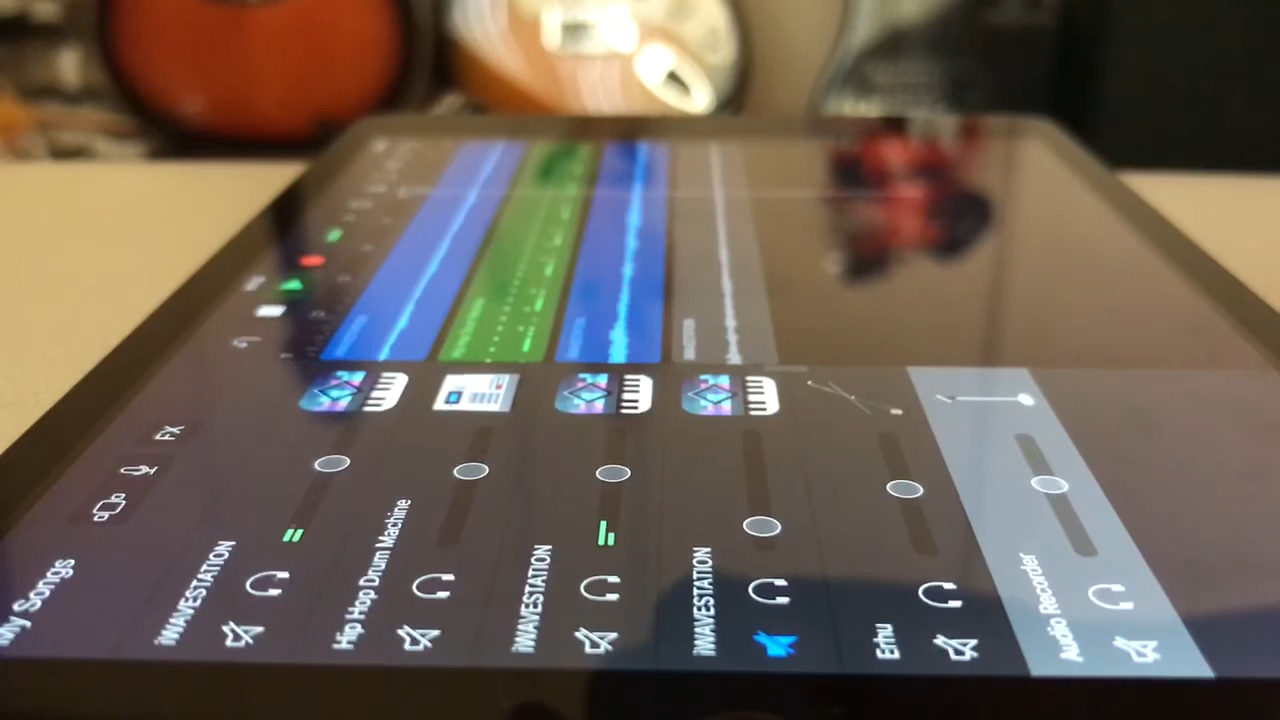 My Songs
FX
iWAVESTATION
Hip Hop Drum Machine
iWAVESTATION
iWAVESTATION
Erhu
Audio Recorder